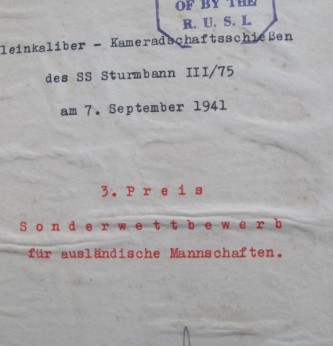 OF BY THE
R. U. S. I.
leinkaliber - Kameradschaftsschießen
des SS Sturmbann III/75
am 7. September 1941
3. Preis
Sonderwettbewerb
für ausländische Mannschaften.